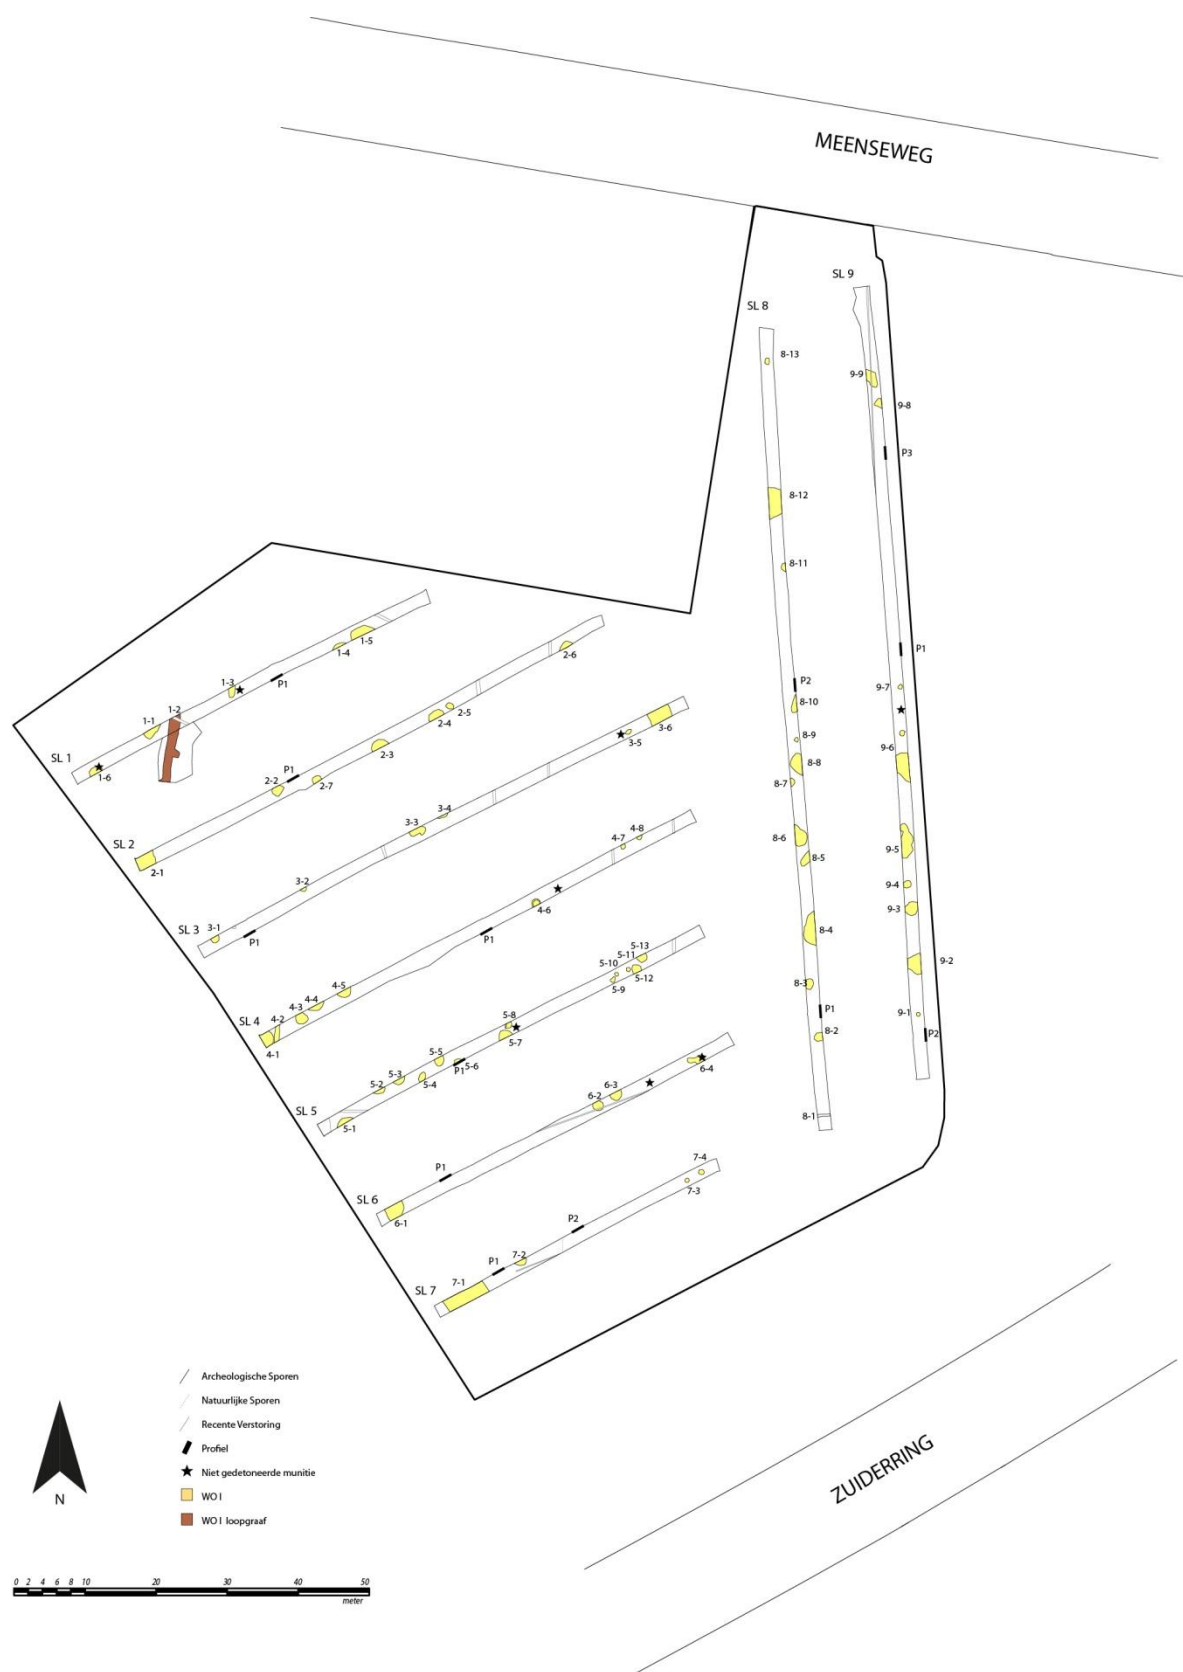 MEENSEWEG
SL 9
SL 8
8-13
9-9
9-8
P3
8-12
8-11
P1
P2
9-7
8-10
8-9
9-6
8-8
8-7
8-6
9-5
8-5
9-4
9-3
8-4
9-2
8-3
P1
9-1
8-2
P2
8-1
1-5
1-4
1-3
P1
1-2
1-1
SL 1
1-6
2-6
2-5
2-4
2-3
P1
2-2
2-7
SL 2
2-1
3-6
3-5
3-4
3-3
3-2
3-1
SL 3
P1
4-8
4-7
4-6
P1
4-5
4-4
4-3
4-2
SL 4
4-1
5-13
5-11
5-10
5-12
5-9
5-8
5-7
5-5
P1
5-6
5-3
5-4
5-2
SL 5
5-1
6-4
6-3
6-2
P1
SL 6
6-1
7-4
7-3
P2
7-2
P1
7-1
SL 7
ZUIDERRING
Archeologische Sporen
Natuurlijke Sporen
Recente Verstoring
Profiel
Niet gedetoneerde munitie
WO I
WO I loopgraaf
N
0 2 4 6 8 10 20 30 40 50
meter